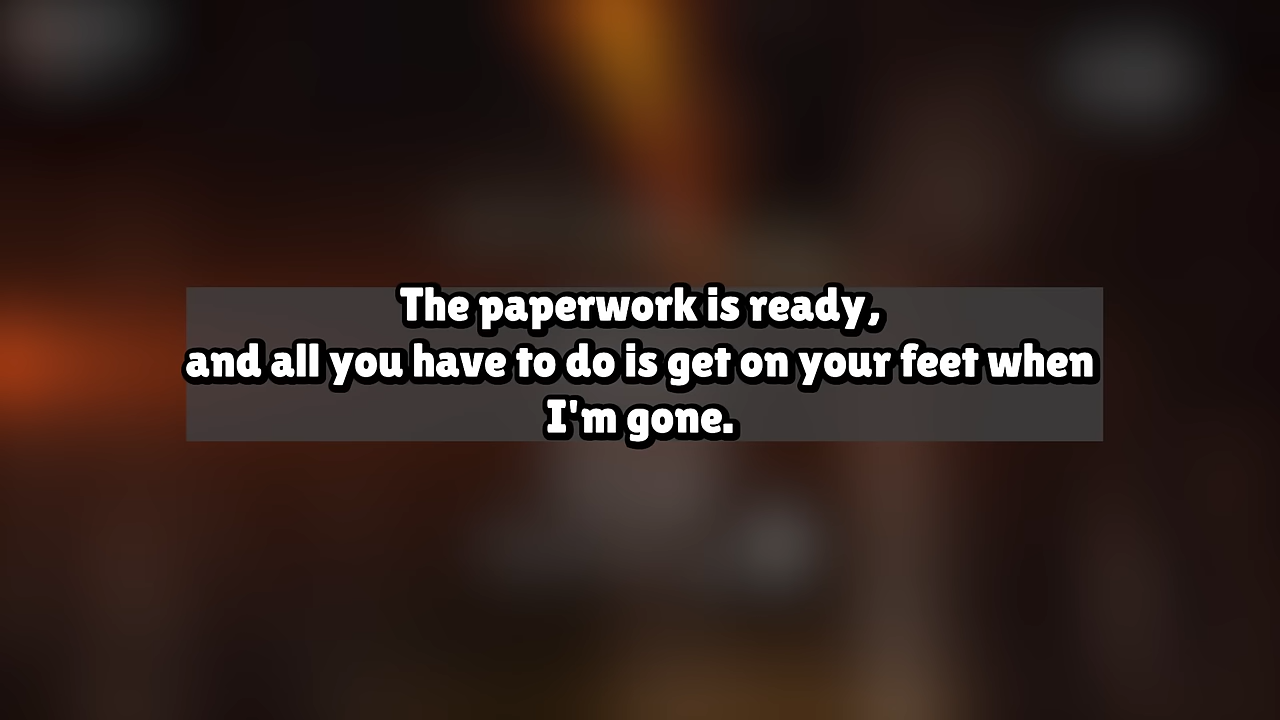 The paperwork is ready,
and all you have to do is get on your feet when
I'm gone.